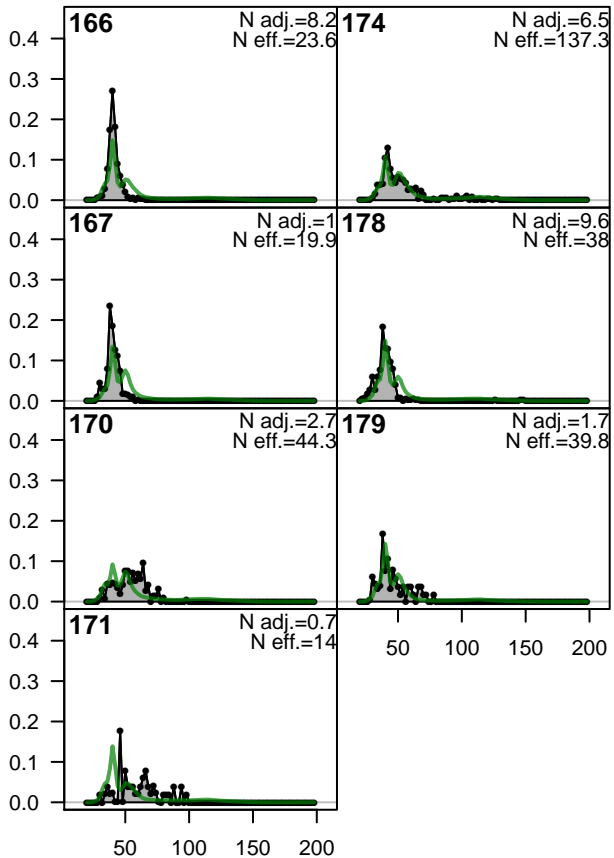 166
N adj.=8.2
N eff.=23.6
174
N adj.=6.5
N eff.=137.3
167
N adj.=1
N eff.=19.9
178
N adj.=9.6
N eff.=38
170
N adj.=2.7
N eff.=44.3
179
N adj.=1.7
N eff.=39.8
171
N adj.=0.7
N eff.=14
0.4
0.3
0.2
0.1
0.0
0.4
0.3
0.2
0.1
0.0
0.4
0.3
0.2
0.1
0.0
0.4
0.3
0.2
0.1
0.0
50 100 150 200
50 100 150 200